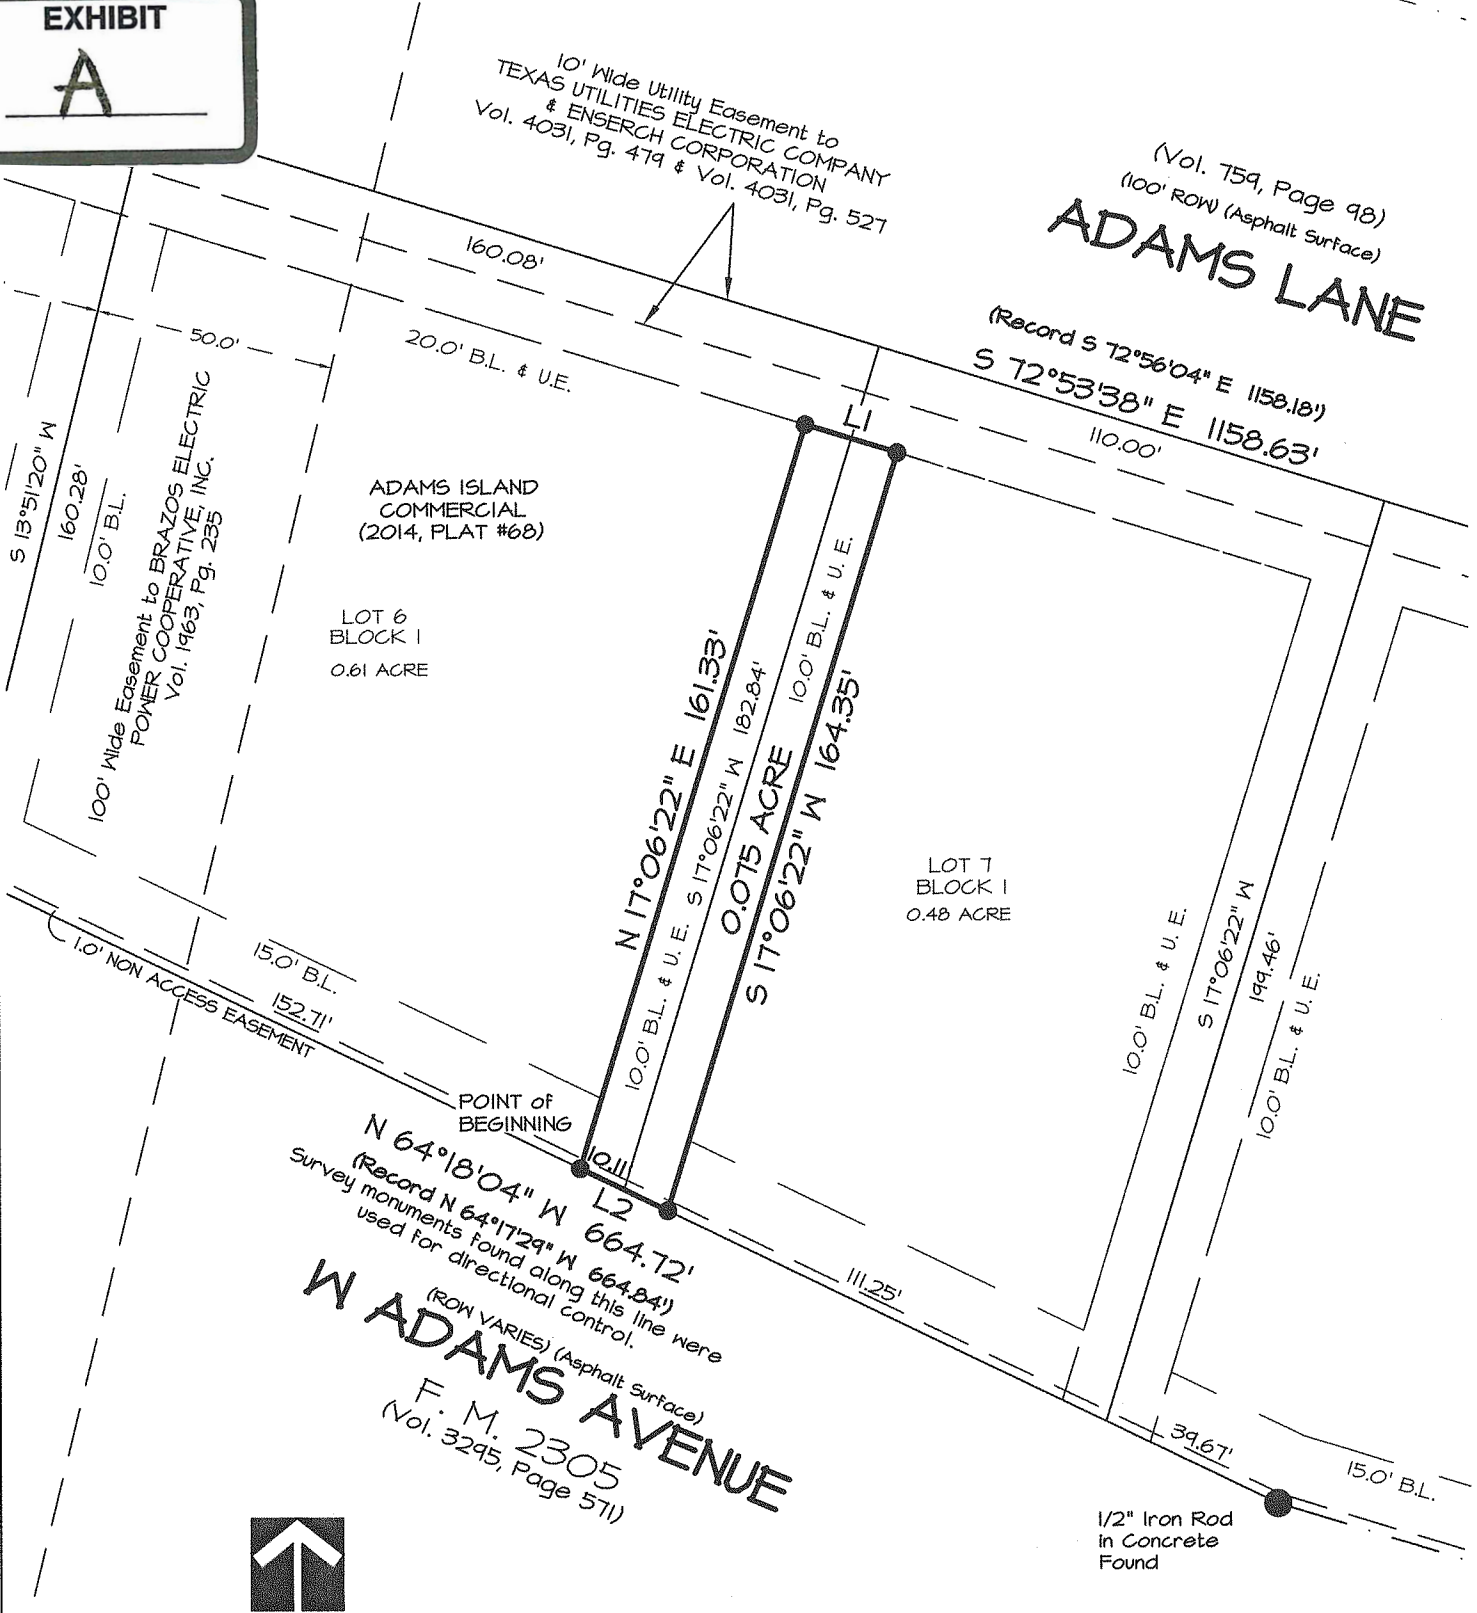 EXHIBIT
A
10' Wide Utility Easement to
TEXAS UTILITIES ELECTRIC COMPANY
& ENSERCH CORPORATION
Vol. 4031, Pg. 479 & Vol. 4031, Pg. 527
(Vol. 759, Page 98)
(100' ROW) (Asphalt Surface)
ADAMS LANE
(Record S 72°56'04" E 1158.18')
S 72°53'38" E 1158.63'
160.08'
110.00'
50.0'
20.0' B.L. & U.E.
L1
S 13°51'20" W
160.28'
10.0' B.L.
100' Wide Easement to BRAZOS ELECTRIC
POWER COOPERATIVE, INC.
Vol. 1963, Pg. 235
ADAMS ISLAND
COMMERCIAL
(2014, PLAT #68)
LOT 6
BLOCK 1
0.61 ACRE
N 17°06'22" E 161.33'
10.0' B.L. & U.E.
S 17°06'22" W 182.84'
10.0' B.L. & U. E.
0.075 ACRE
S 17°06'22" W 164.35'
LOT 7
BLOCK 1
0.48 ACRE
10.0' B.L. & U. E.
S 17°06'22" W
199.46'
10.0' B.L. & U. E.
1.0' NON ACCESS EASEMENT
15.0' B.L.
152.71'
POINT of
BEGINNING
10.11
L2
N 64°18'04" W 664.72'
(Record N 64°17'29" W 664.84')
Survey monuments found along this line were
used for directional control.
(ROW VARIES) (Asphalt Surface)
W ADAMS AVENUE
F. M. 2305
(Vol. 3295, Page 571)
111.25'
39.67'
15.0' B.L.
1/2" Iron Rod
in Concrete
Found